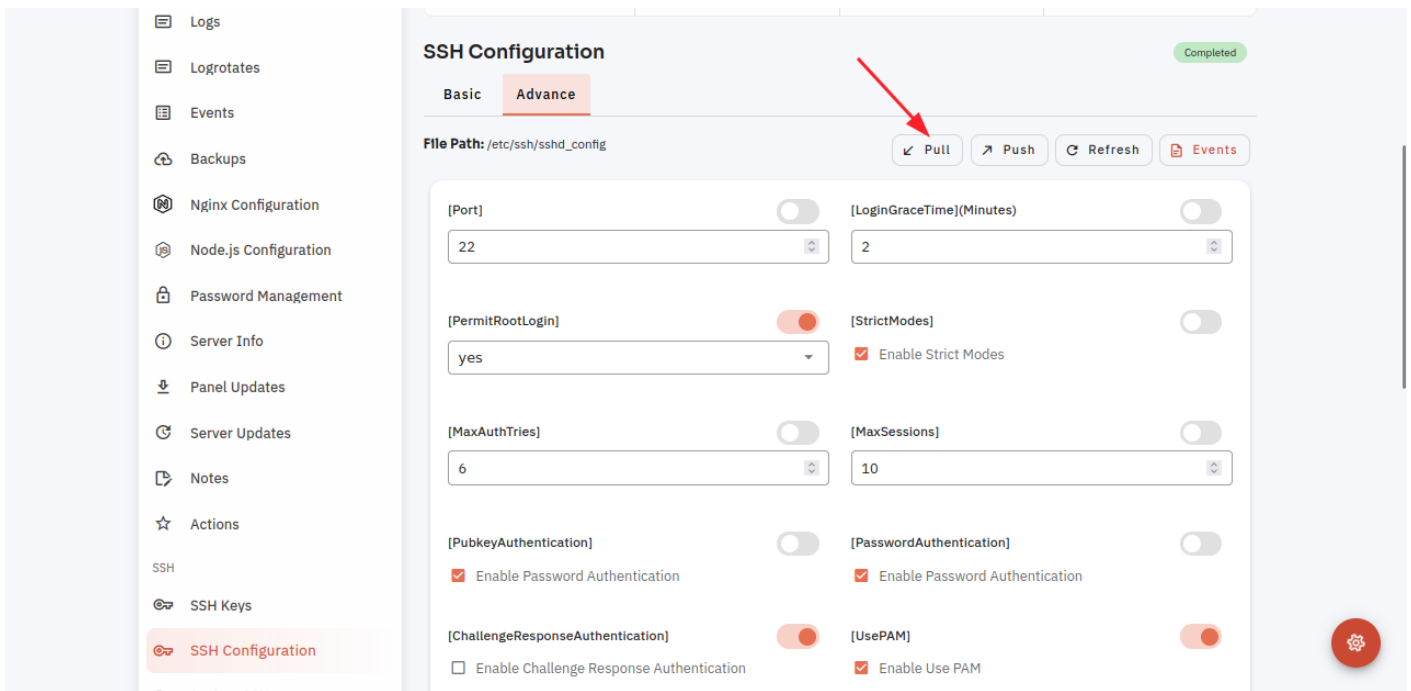 Logs
Logrotates
Events
Backups
Nginx Configuration
Node.js Configuration
Password Management
Server Info
Panel Updates
Server Updates
Notes
Actions
SSH
SSH Keys
SSH Configuration
SSH Configuration
Completed
Basic Advance
File Path: /etc/ssh/sshd_config
Pull Push Refresh Events
[Port] [LoginGraceTime](Minutes)
22 2
[PermitRootLogin] [StrictModes]
yes Enable Strict Modes
[MaxAuthTries] [MaxSessions]
6 10
[PubkeyAuthentication] [PasswordAuthentication]
Enable Password Authentication Enable Password Authentication
[ChallengeResponseAuthentication] [UsePAM]
Enable Challenge Response Authentication Enable Use PAM